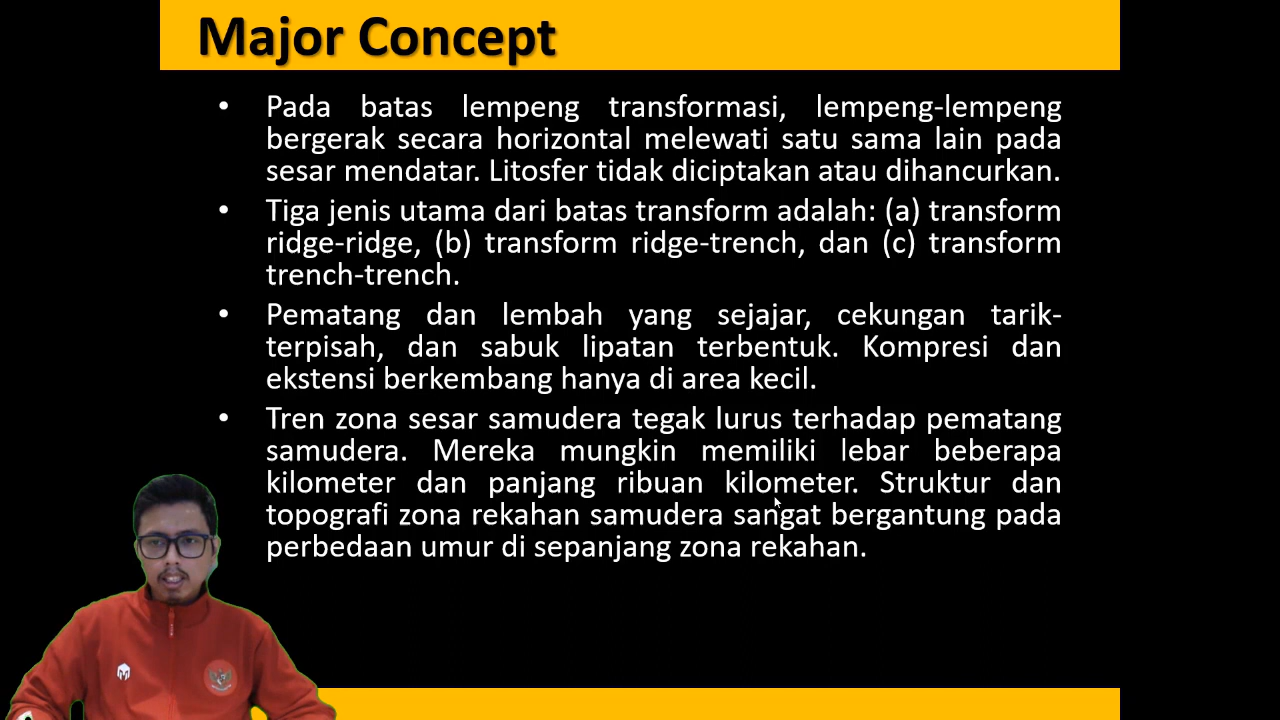 Major Concept
• Pada batas lempeng transformasi, lempeng-lempeng
bergerak secara horizontal melewati satu sama lain pada
sesar mendatar. Litosfer tidak diciptakan atau dihancurkan.
• Tiga jenis utama dari batas transform adalah: (a) transform
ridge-ridge, (b) transform ridge-trench, dan (c) transform
trench-trench.
• Pematang dan lembah yang sejajar, cekungan tarik-
terpisah, dan sabuk lipatan terbentuk. Kompresi dan
ekstensi berkembang hanya di area kecil.
• Tren zona sesar samudera tegak lurus terhadap pematang
samudera. Mereka mungkin memiliki lebar beberapa
kilometer dan panjang ribuan kilometer. Struktur dan
topografi zona rekahan samudera sangat bergantung pada
perbedaan umur di sepanjang zona rekahan.